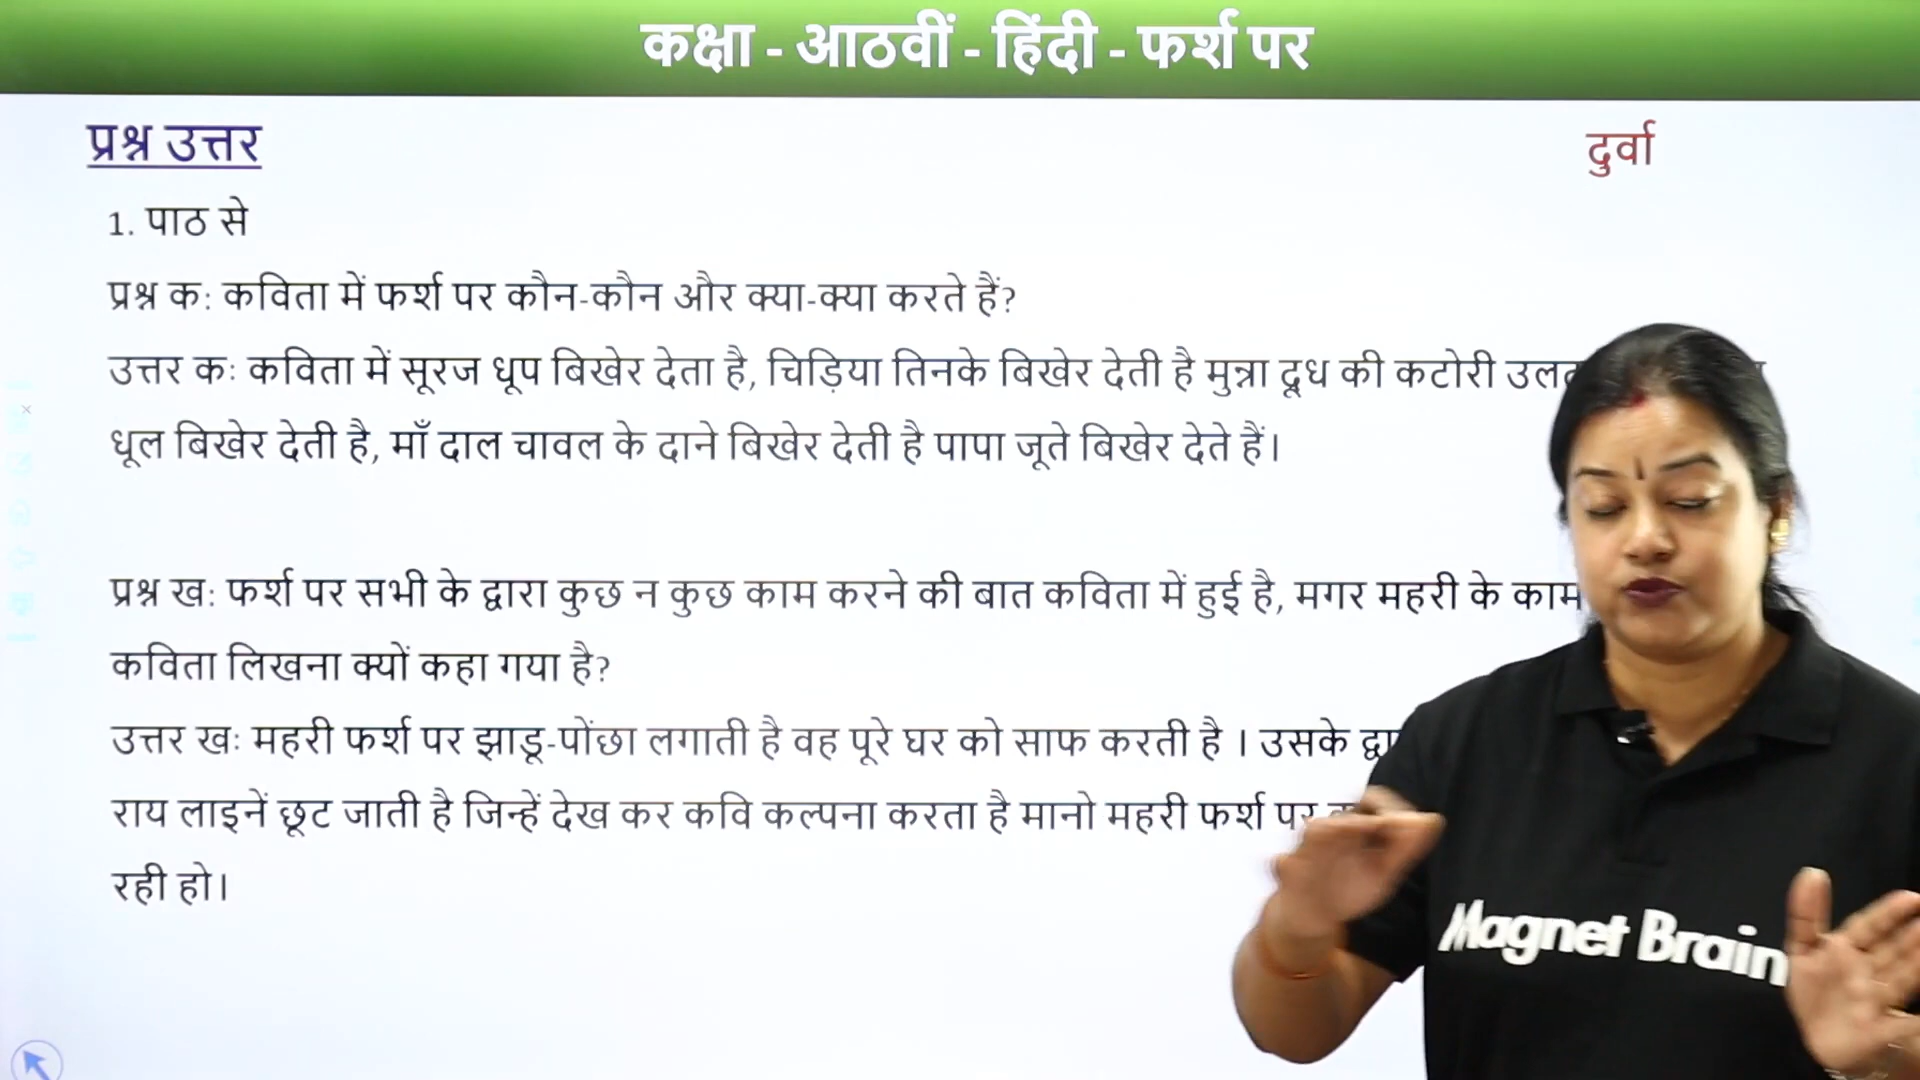 कक्षा - आठवीं - हिंदी - फर्श पर
प्रश्न उत्तर
दुर्वा
1. पाठ से
प्रश्न क: कविता में फर्श पर कौन-कौन और क्या-क्या करते हैं?
उत्तर क: कविता में सूरज धूप बिखेर देता है, चिड़िया तिनके बिखेर देती है मुन्ना दूध की कटोरी
धूल बिखेर देती है, माँ दाल चावल के दाने बिखेर देती है पापा जूते बिखेर देते हैं।
प्रश्न ख: फर्श पर सभी के द्वारा कुछ न कुछ काम करने की बात कविता में हुई है, मगर महरी के काम
कविता लिखना क्यों कहा गया है?
उत्तर ख: महरी फर्श पर झाडू-पोंछा लगाती है वह पूरे घर को साफ करती है । उसके
राय लाइनें छूट जाती है जिन्हें देख कर कवि कल्पना करता है मानो महरी फर्श पर
रही हो।
Magnet Brain